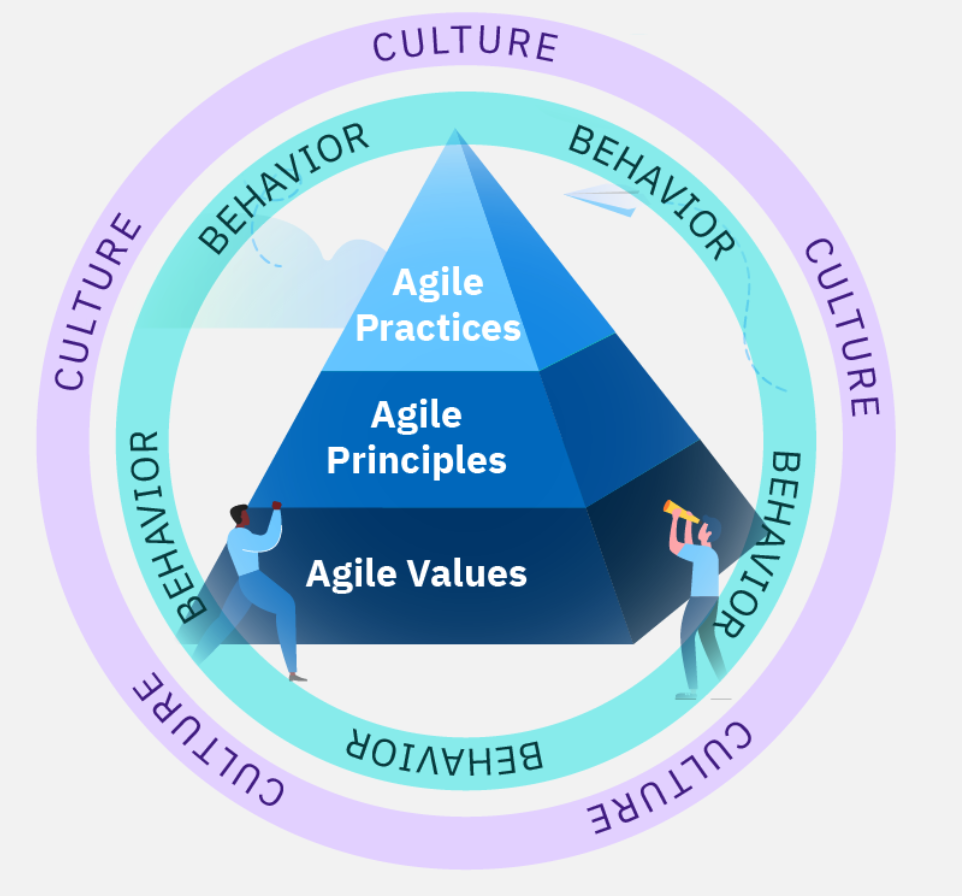 CULTURE
BEHAVIOR
BEHAVIOR
CULTURE
CULTURE
Agile
Practices
Agile
Principles
BEHAVIOR
BEHAVIOR
Agile Values
CULTURE
CULTURE
BEHAVIOR